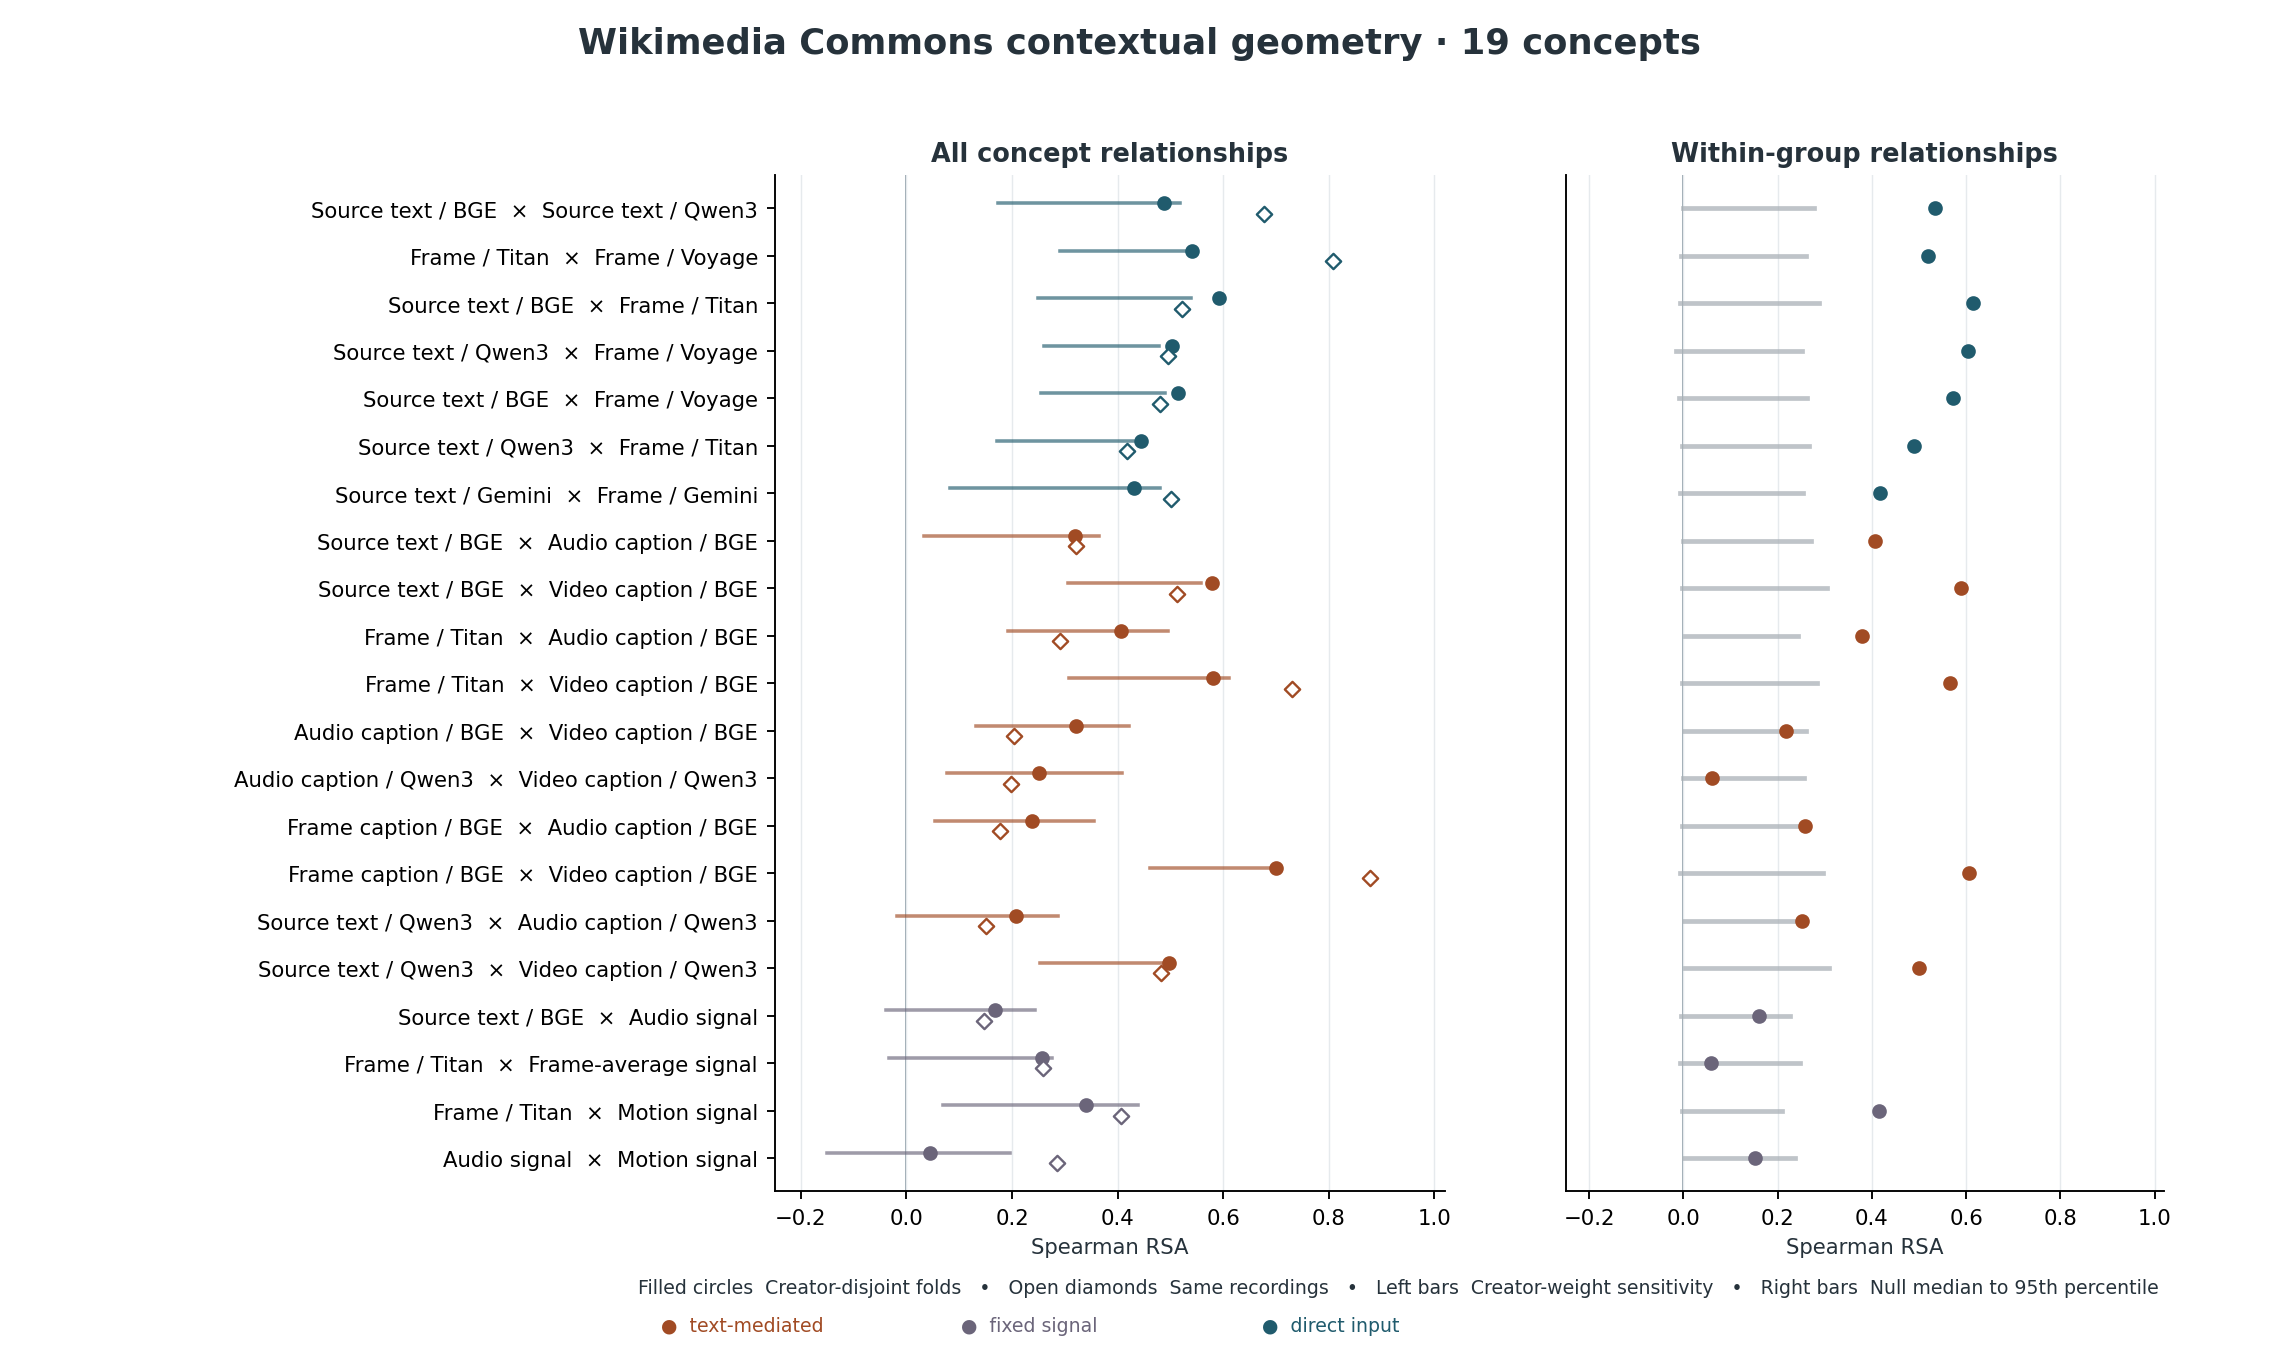 Wikimedia Commons contextual geometry · 19 concepts
All concept relationships
Within-group relationships
Source text / BGE × Source text / Qwen3
Frame / Titan × Frame / Voyage
Source text / BGE × Frame / Titan
Source text / Qwen3 × Frame / Voyage
Source text / BGE × Frame / Voyage
Source text / Qwen3 × Frame / Titan
Source text / Gemini × Frame / Gemini
Source text / BGE × Audio caption / BGE
Source text / BGE × Video caption / BGE
Frame / Titan × Audio caption / BGE
Frame / Titan × Video caption / BGE
Audio caption / BGE × Video caption / BGE
Audio caption / Qwen3 × Video caption / Qwen3
Frame caption / BGE × Audio caption / BGE
Frame caption / BGE × Video caption / BGE
Source text / Qwen3 × Audio caption / Qwen3
Source text / Qwen3 × Video caption / Qwen3
Source text / BGE × Audio signal
Frame / Titan × Frame-average signal
Frame / Titan × Motion signal
Audio signal × Motion signal
−0.2 0.0 0.2 0.4 0.6 0.8 1.0
−0.2 0.0 0.2 0.4 0.6 0.8 1.0
Spearman RSA
Spearman RSA
Filled circles Creator-disjoint folds • Open diamonds Same recordings • Left bars Creator-weight sensitivity • Right bars Null median to 95th percentile
text-mediated
fixed signal
direct input